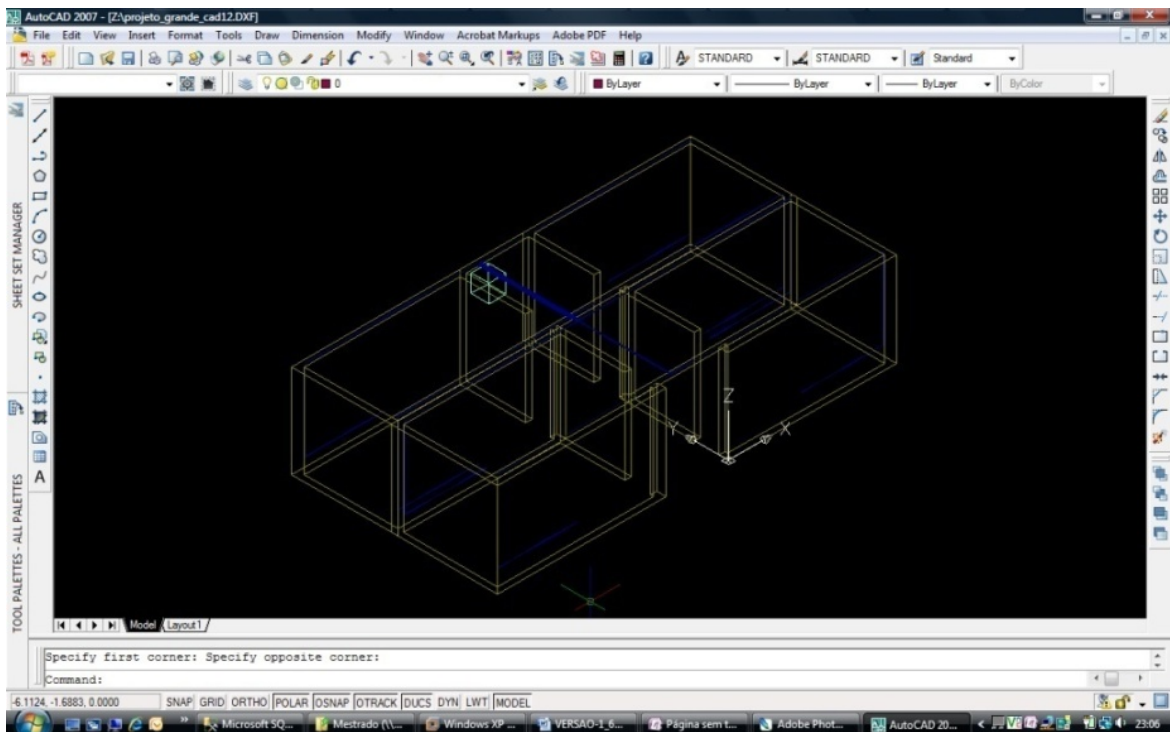 AutoCAD 2007 - [Z:\projeto_grande_cad12.DXF]
File Edit View Insert Format Tools Draw Dimension Modify Window Acrobat Markups Adobe PDF Help
STANDARD STANDARD Standard
0 ByLayer ByLayer ByLayer ByColor
SHEET SET MANAGER
TOOL PALETTES - ALL PALETTES
A
Z
Y
X
Model Layout1
Specify first corner: Specify opposite corner:
Command:
-6.1124, -1.6883, 0.0000 SNAP GRID ORTHO POLAR OSNAP OTRACK DUCS DYN LWT MODEL
Microsoft SQ... Mestrado (\\... Windows XP ... VERSAO-1_6... Página sem t... Adobe Phot... AutoCAD 20... 23:06